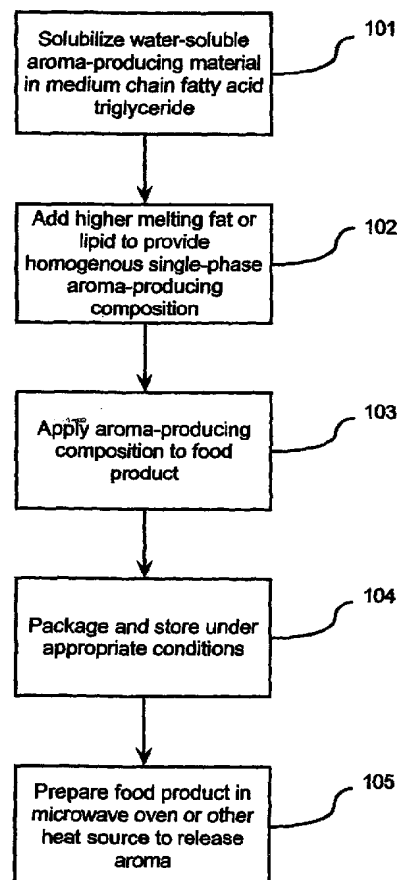 Solubilize water-soluble
aroma-producing material
in medium chain fatty acid
triglyceride
101
Add higher melting fat or
lipid to provide
homogenous single-phase
aroma-producing
composition
102
Apply aroma-producing
composition to food
product
103
Package and store under
appropriate conditions
104
Prepare food product in
microwave oven or other
heat source to release
aroma
105